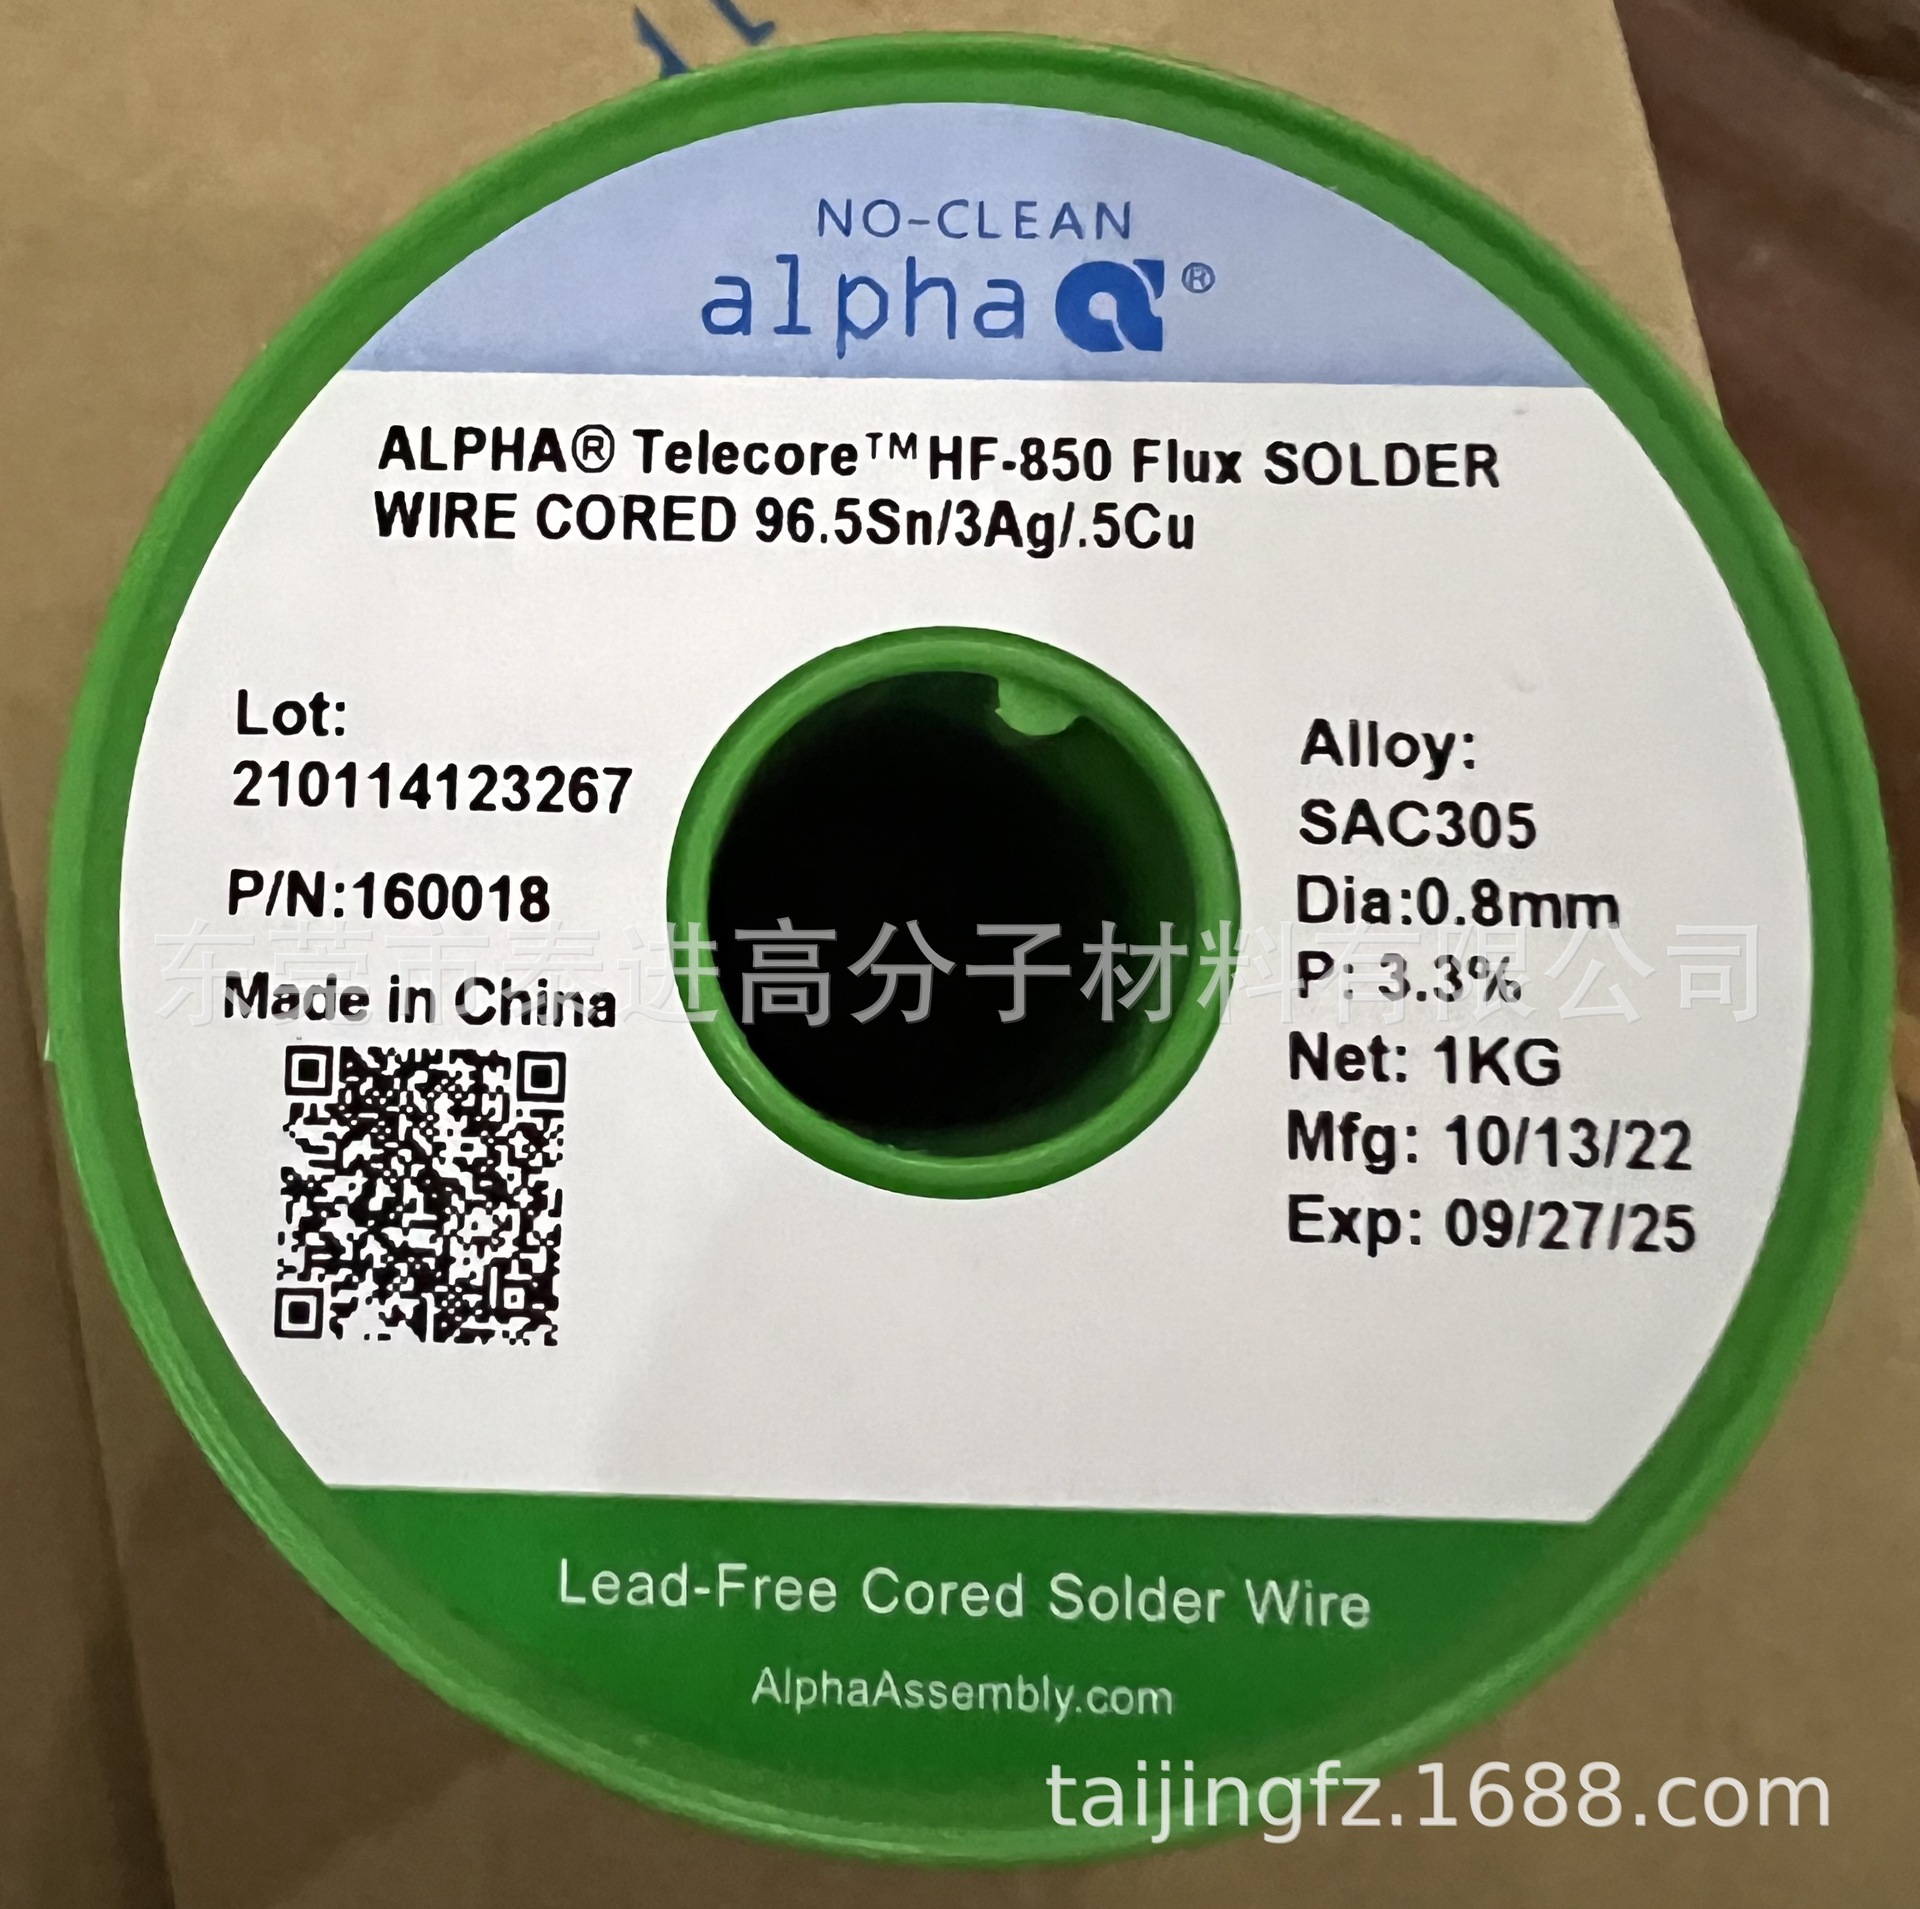 NO-CLEAN
alpha a®
ALPHA® Telecore™ HF-850 Flux SOLDER
WIRE CORED 96.5Sn/3Ag/.5Cu
Lot:
210114123267
P/N:160018
Made in China
Alloy:
SAC305
Dia:0.8mm
P: 3.3%
Net: 1KG
Mfg: 10/13/22
Exp: 09/27/25
东莞市泰进高分子材料有限公司
Lead-Free Cored Solder Wire
AlphaAssembly.com
taijingfz.1688.com